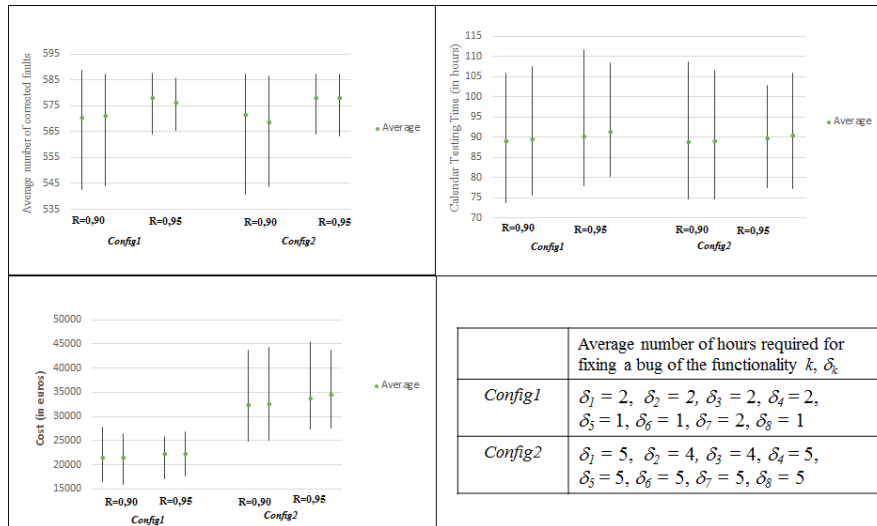 Average number of corrected faults
595
585
575
565
555
545
535
R=0,90 R=0,95 R=0,90 R=0,95
Config1 Config2
Average
Calendar Testing Time (in hours)
115
110
105
100
95
90
85
80
75
70
R=0,90 R=0,95 R=0,90 R=0,95
Config1 Config2
Average
Cost (in euros)
50000
45000
40000
35000
30000
25000
20000
15000
R=0,90 R=0,95 R=0,90 R=0,95
Config1 Config2
Average
Average number of hours required for
fixing a bug of the functionality k, δk
Config1 δ1 = 2, δ2 = 2, δ3 = 2, δ4 = 2,
δ5 = 1, δ6 = 1, δ7 = 2, δ8 = 1
Config2 δ1 = 5, δ2 = 4, δ3 = 4, δ4 = 5,
δ5 = 5, δ6 = 5, δ7 = 5, δ8 = 5